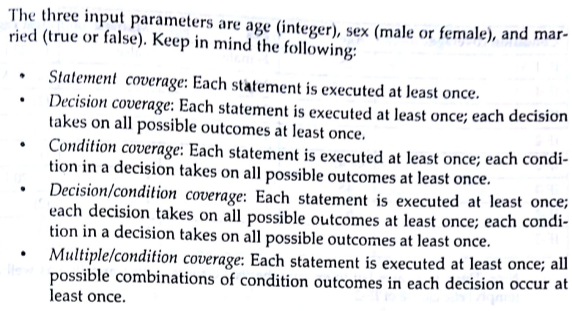 The three input parameters are age (integer), sex (male or female), and mar-
ried (true or false). Keep in mind the following:
• Statement coverage: Each statement is executed at least once.
• Decision coverage: Each statement is executed at least once; each decision
takes on all possible outcomes at least once.
• Condition coverage: Each statement is executed at least once; each condi-
tion in a decision takes on all possible outcomes at least once.
• Decision/condition coverage: Each statement is executed at least once;
each decision takes on all possible outcomes at least once; each condi-
tion in a decision takes on all possible outcomes at least once.
• Multiple/condition coverage: Each statement is executed at least once; all
possible combinations of condition outcomes in each decision occur at
least once.